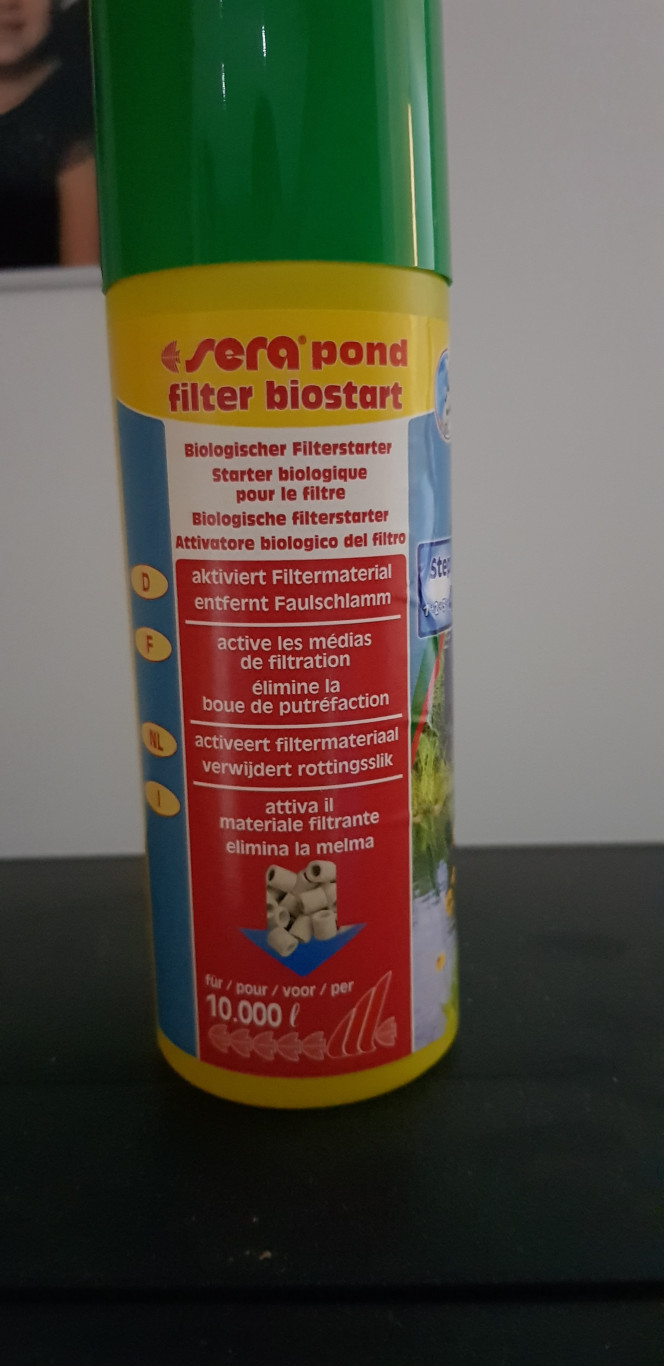 sera® pond
filter biostart
Biologischer Filterstarter
Starter biologique
pour le filtre
Biologische filterstarter
Attivatore biologico del filtro
D
aktiviert Filtermaterial
entfernt Faulschlamm
F
active les médias
de filtration
élimine la
boue de putréfaction
NL
activeert filtermateriaal
verwijdert rottingsslik
I
attiva il
materiale filtrante
elimina la melma
für / pour / voor / per
10.000 ℓ